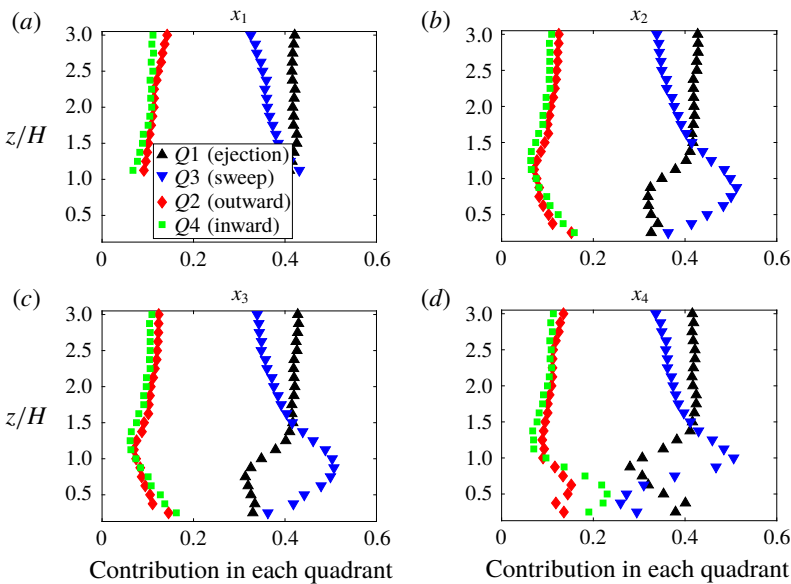 (a) x1 (b) x2
3.0 3.0
2.5 2.5
z/H 2.0 2.0
1.5 1.5
Q1 (ejection)
1.0 Q3 (sweep) 1.0
Q2 (outward)
0.5 Q4 (inward) 0.5
0 0.2 0.4 0.6 0 0.2 0.4 0.6
(c) x3 (d) x4
3.0 3.0
2.5 2.5
z/H 2.0 2.0
1.5 1.5
1.0 1.0
0.5 0.5
0 0.2 0.4 0.6 0 0.2 0.4 0.6
Contribution in each quadrant Contribution in each quadrant